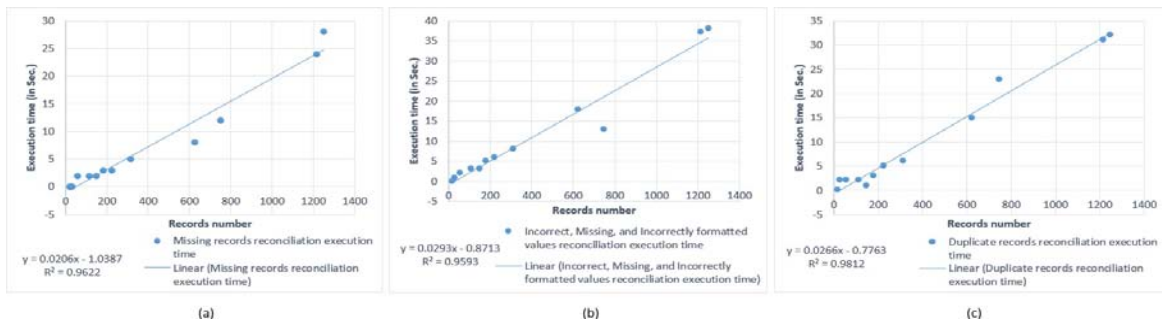 30
25
20
15
10
5
0
-5
Execution time (in Sec.)
0 200 400 600 800 1000 1200 1400
Records number
Missing records reconciliation execution
time
y = 0.0206x - 1.0387
R² = 0.9622
Linear (Missing records reconciliation
execution time)
(a)
40
35
30
25
20
15
10
5
0
-5
Execution time (in Sec.)
0 200 400 600 800 1000 1200 1400
Records number
Incorrect, Missing, and Incorrectly formatted
values reconciliation execution time
y = 0.0293x - 0.8713
R² = 0.9593
Linear (Incorrect, Missing, and Incorrectly
formatted values reconciliation execution time)
(b)
35
30
25
20
15
10
5
0
-5
Execution time (in Sec.)
0 200 400 600 800 1000 1200 1400
Records number
Duplicate records reconciliation
execution time
y = 0.0266x - 0.7763
R² = 0.9812
Linear (Duplicate records reconciliation
execution time)
(c)